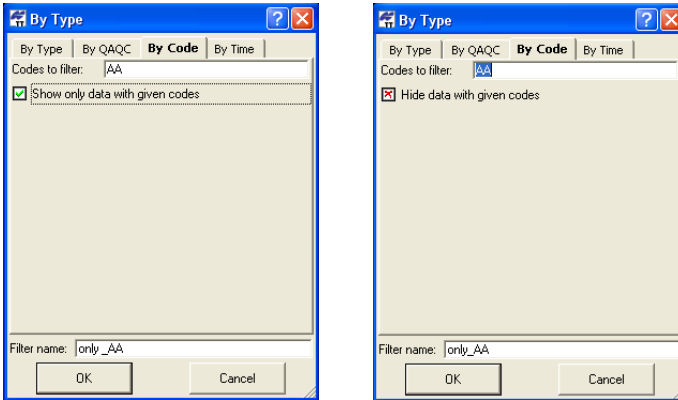 By Type
By Type By QAQC By Code By Time
Codes to filter: AA
Show only data with given codes
Filter name: only _AA
OK Cancel
By Type
By Type By QAQC By Code By Time
Codes to filter: AA
Hide data with given codes
Filter name: only_AA
OK Cancel